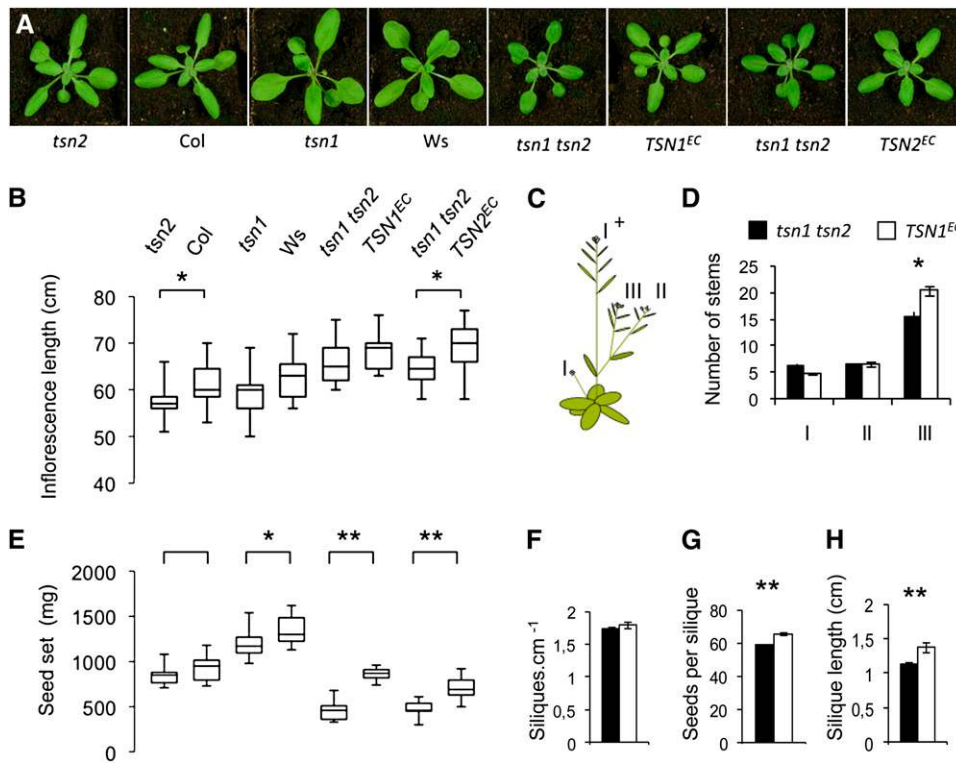 A
tsn2 Col tsn1 Ws tsn1 tsn2 TSN1EC tsn1 tsn2 TSN2EC
B
tsn2 Col tsn1 Ws tsn1 tsn2 TSN1EC tsn1 tsn2 TSN2EC
* *
Inflorescence length (cm)
80
70
60
50
40
C
I +
III II
I
D
tsn1 tsn2 TSN1EC
*
Number of stems
25
20
15
10
5
0
I II III
E
* ** **
Seed set (mg)
2000
1500
1000
500
0
F
Siliques.cm -1
2
1,5
1
0,5
0
G
**
Seeds per silique
80
60
40
20
0
H
**
Silique length (cm)
2
1,5
1
0,5
0